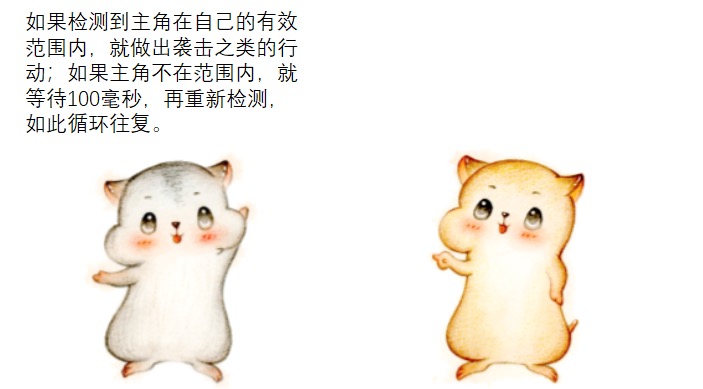 如果检测到主角在自己的有效
范围内，就做出袭击之类的行
动；如果主角不在范围内，就
等待100毫秒，再重新检测，
如此循环往复。